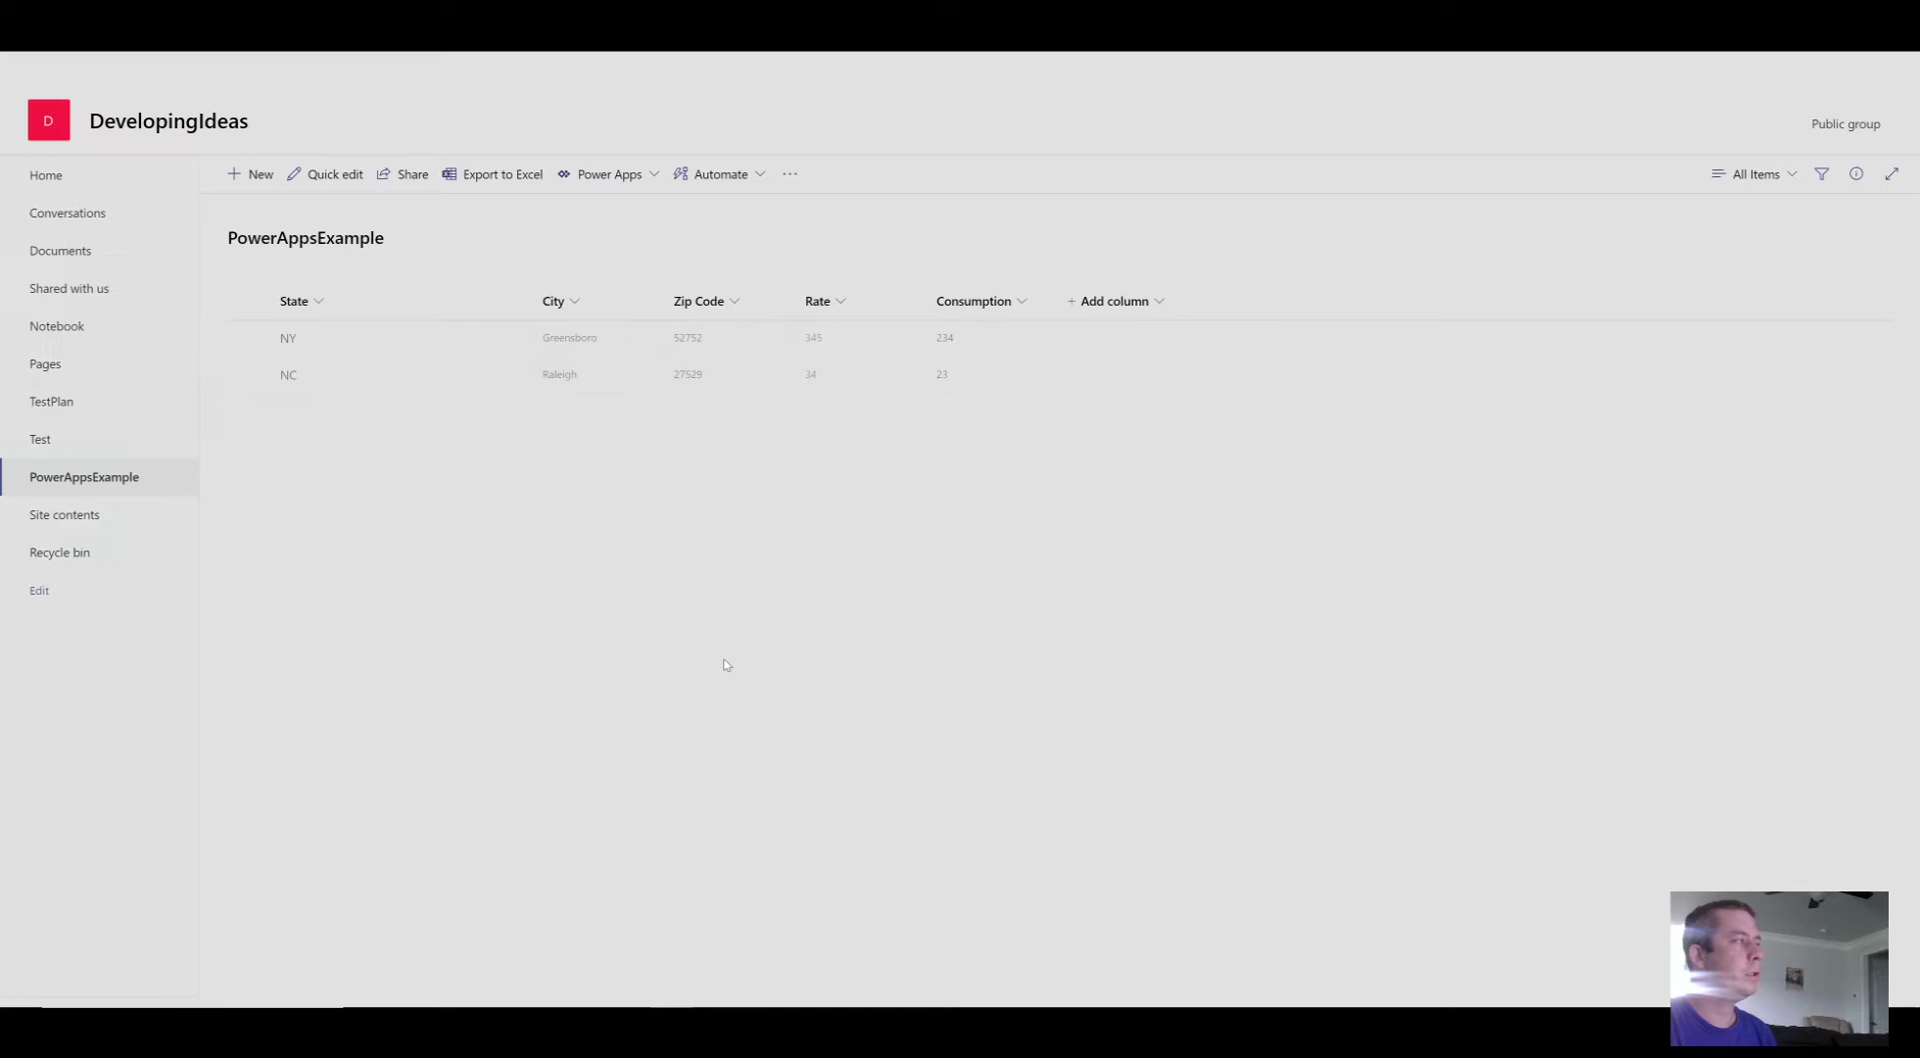 D
DevelopingIdeas
Public group
Home
Conversations
Documents
Shared with us
Notebook
Pages
TestPlan
Test
PowerAppsExample
Site contents
Recycle bin
Edit
New Quick edit Share Export to Excel Power Apps Automate ...
All Items
PowerAppsExample
State City Zip Code Rate Consumption + Add column
NY Greensboro 52752 345 234
NC Raleigh 27529 34 23